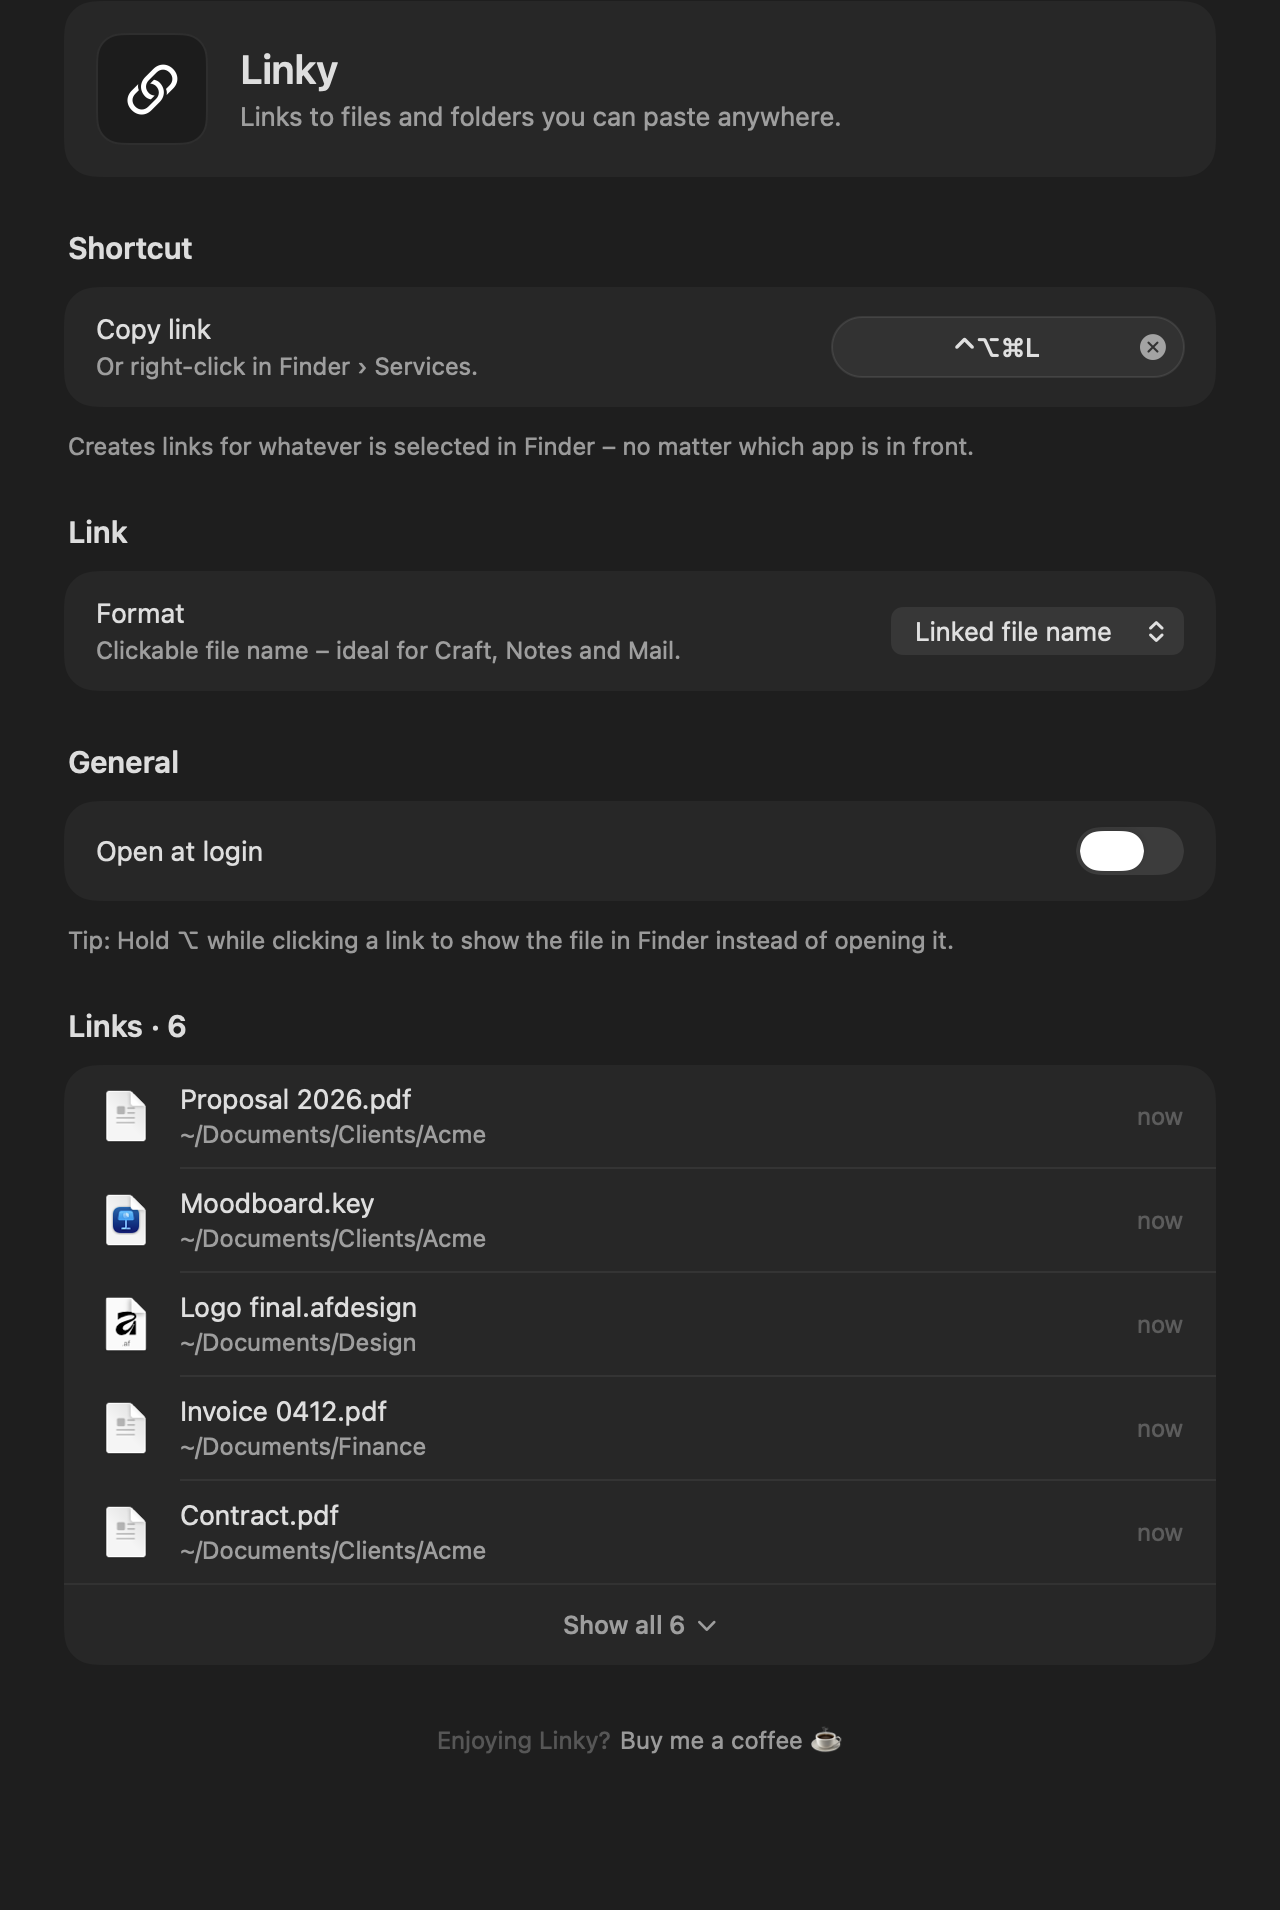 Linky
Links to files and folders you can paste anywhere.
Shortcut
Copy link
Or right-click in Finder › Services.
^⌥⌘L
Creates links for whatever is selected in Finder – no matter which app is in front.
Link
Format
Clickable file name – ideal for Craft, Notes and Mail.
Linked file name
General
Open at login
Tip: Hold ⌥ while clicking a link to show the file in Finder instead of opening it.
Links · 6
Proposal 2026.pdf
~/Documents/Clients/Acme
now
Moodboard.key
~/Documents/Clients/Acme
now
.af
Logo final.afdesign
~/Documents/Design
now
Invoice 0412.pdf
~/Documents/Finance
now
Contract.pdf
~/Documents/Clients/Acme
now
Show all 6
Enjoying Linky? Buy me a coffee ☕